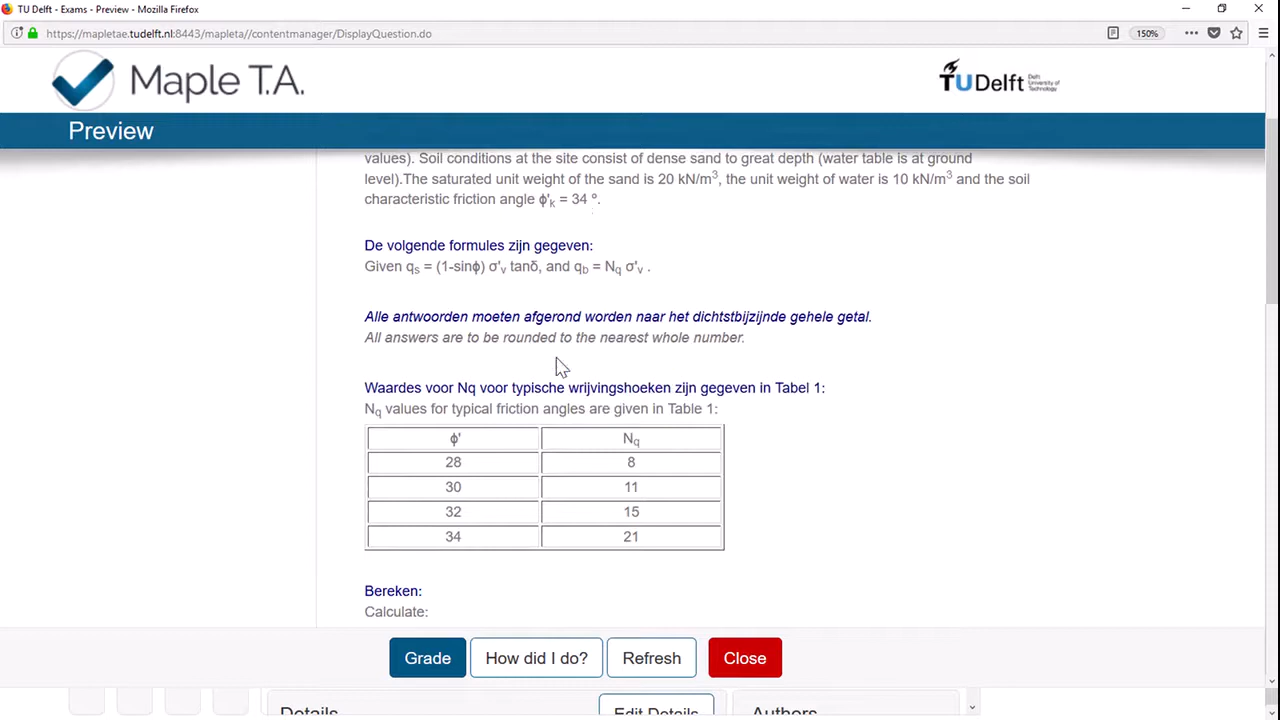 TU Delft - Exams - Preview - Mozilla Firefox
https://mapletae.tudelft.nl:8443/mapleta//contentmanager/DisplayQuestion.do
150%
Maple T.A.
TUDelft Delft University of Technology
Preview
values). Soil conditions at the site consist of dense sand to great depth (water table is at ground
level).The saturated unit weight of the sand is 20 kN/m³, the unit weight of water is 10 kN/m³ and the soil
characteristic friction angle ϕ'k = 34 º.
De volgende formules zijn gegeven:
Given qs = (1-sinϕ) σ'v tanδ, and qb = Nq σ'v .
Alle antwoorden moeten afgerond worden naar het dichtstbijzijnde gehele getal.
All answers are to be rounded to the nearest whole number.
Waardes voor Nq voor typische wrijvingshoeken zijn gegeven in Tabel 1:
Nq values for typical friction angles are given in Table 1:
ϕ' Nq
28 8
30 11
32 15
34 21
Bereken:
Calculate:
Grade How did I do? Refresh Close
Details Edit Details Authors